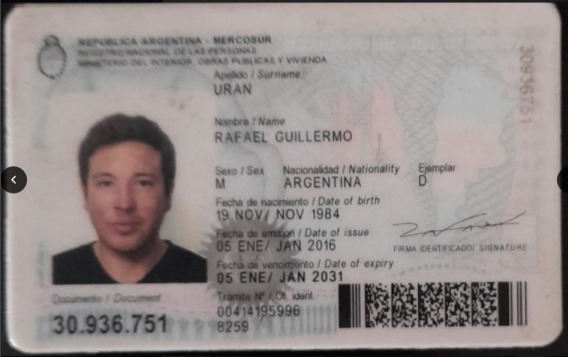 REPUBLICA ARGENTINA - MERCOSUR
REGISTRO NACIONAL DE LAS PERSONAS
MINISTERIO DEL INTERIOR, OBRAS PUBLICAS Y VIVIENDA
Apellido / Surname
URAN
Nombre / Name
RAFAEL GUILLERMO
Sexo / Sex Nacionalidad / Nationality Ejemplar
M ARGENTINA D
Fecha de nacimiento / Date of birth
19 NOV/ NOV 1984
Fecha de emisión / Date of issue
05 ENE/ JAN 2016
FIRMA IDENTIFICADO/ SIGNATURE
Fecha de vencimiento / Date of expiry
05 ENE/ JAN 2031
Documento / Document
30.936.751
Trámite Nº / Of. ident.
00414195996
8259
30936751